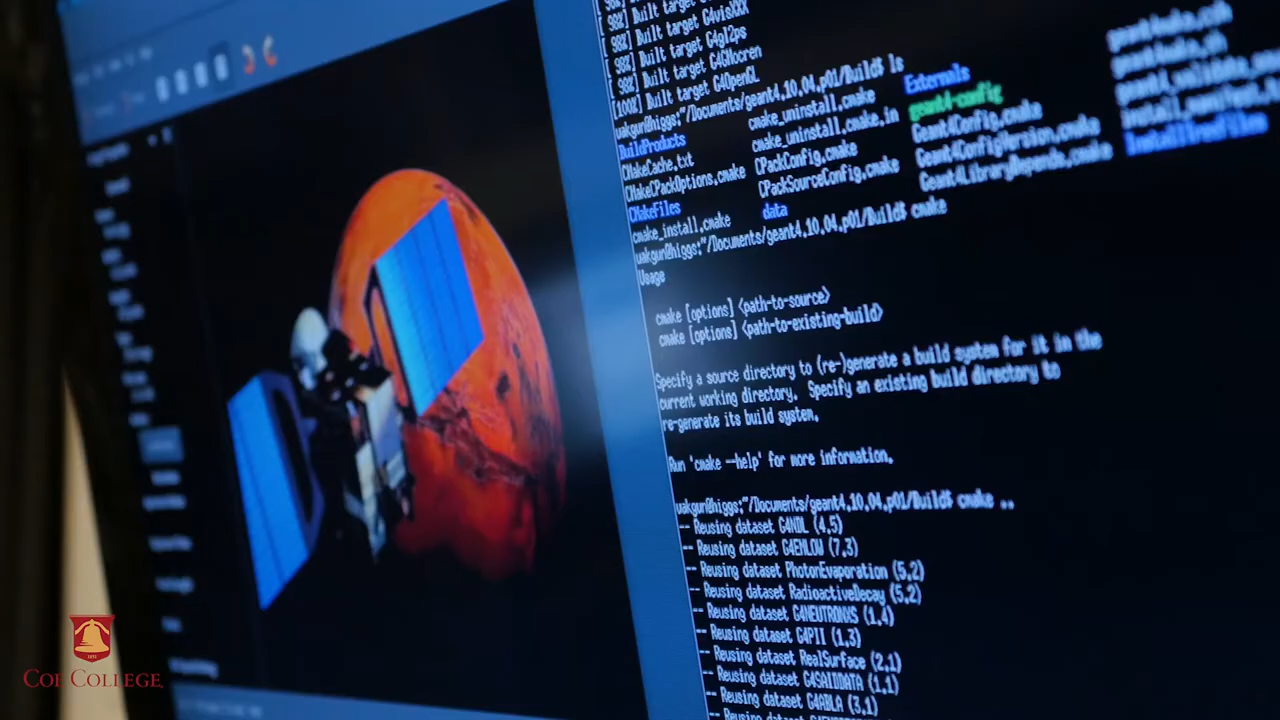 [ 98%] Built target G4visXXX
[ 98%] Built target G4gl2ps
[ 98%] Built target G4GMocren
[100%] Built target G4OpenGL
uakgun@higgs:~/Documents/geant4.10.04.p01/Build$ ls
BuildProducts cmake_uninstall.cmake Externals geant4make.csh
CMakeCache.txt cmake_uninstall.cmake.in geant4-config geant4make.sh
CMakeCPackOptions.cmake CPackConfig.cmake Geant4Config.cmake
CMakeFiles CPackSourceConfig.cmake Geant4ConfigVersion.cmake
cmake_install.cmake data Geant4LibraryDepends.cmake InstallTreeFiles
uakgun@higgs:~/Documents/geant4.10.04.p01/Build$ cmake
Usage
cmake [options] <path-to-source>
cmake [options] <path-to-existing-build>
Specify a source directory to (re-)generate a build system for it in the
current working directory. Specify an existing build directory to
re-generate its build system.
Run 'cmake --help' for more information.
uakgun@higgs:~/Documents/geant4.10.04.p01/Build$ cmake ..
-- Reusing dataset G4NDL (4.5)
-- Reusing dataset G4EMLOW (7.3)
-- Reusing dataset PhotonEvaporation (5.2)
-- Reusing dataset RadioactiveDecay (5.2)
-- Reusing dataset G4NEUTRONXS (1.4)
-- Reusing dataset G4PII (1.3)
-- Reusing dataset RealSurface (2.1)
-- Reusing dataset G4SAIDDATA (1.1)
-- Reusing dataset G4ABLA (3.1)
1851
COE COLLEGE